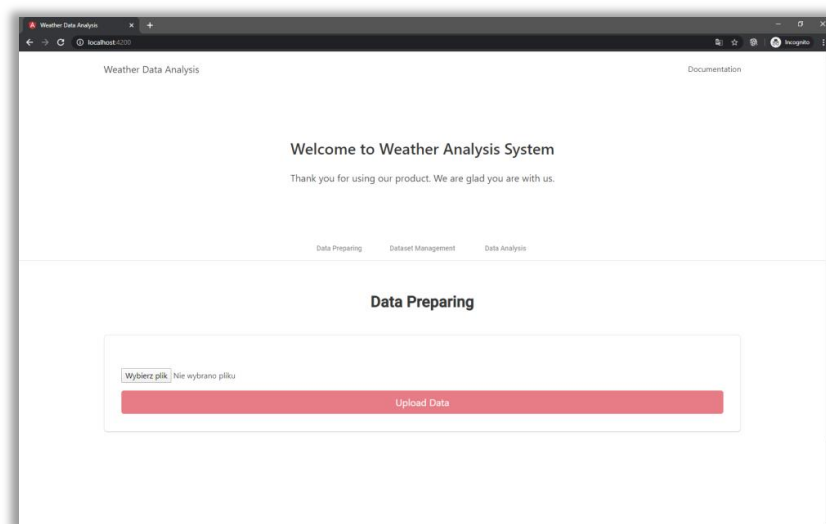 Weather Data Analysis
localhost:4200
Incognito
Weather Data Analysis
Documentation
Welcome to Weather Analysis System
Thank you for using our product. We are glad you are with us.
Data Preparing Dataset Management Data Analysis
Data Preparing
Wybierz plik Nie wybrano pliku
Upload Data